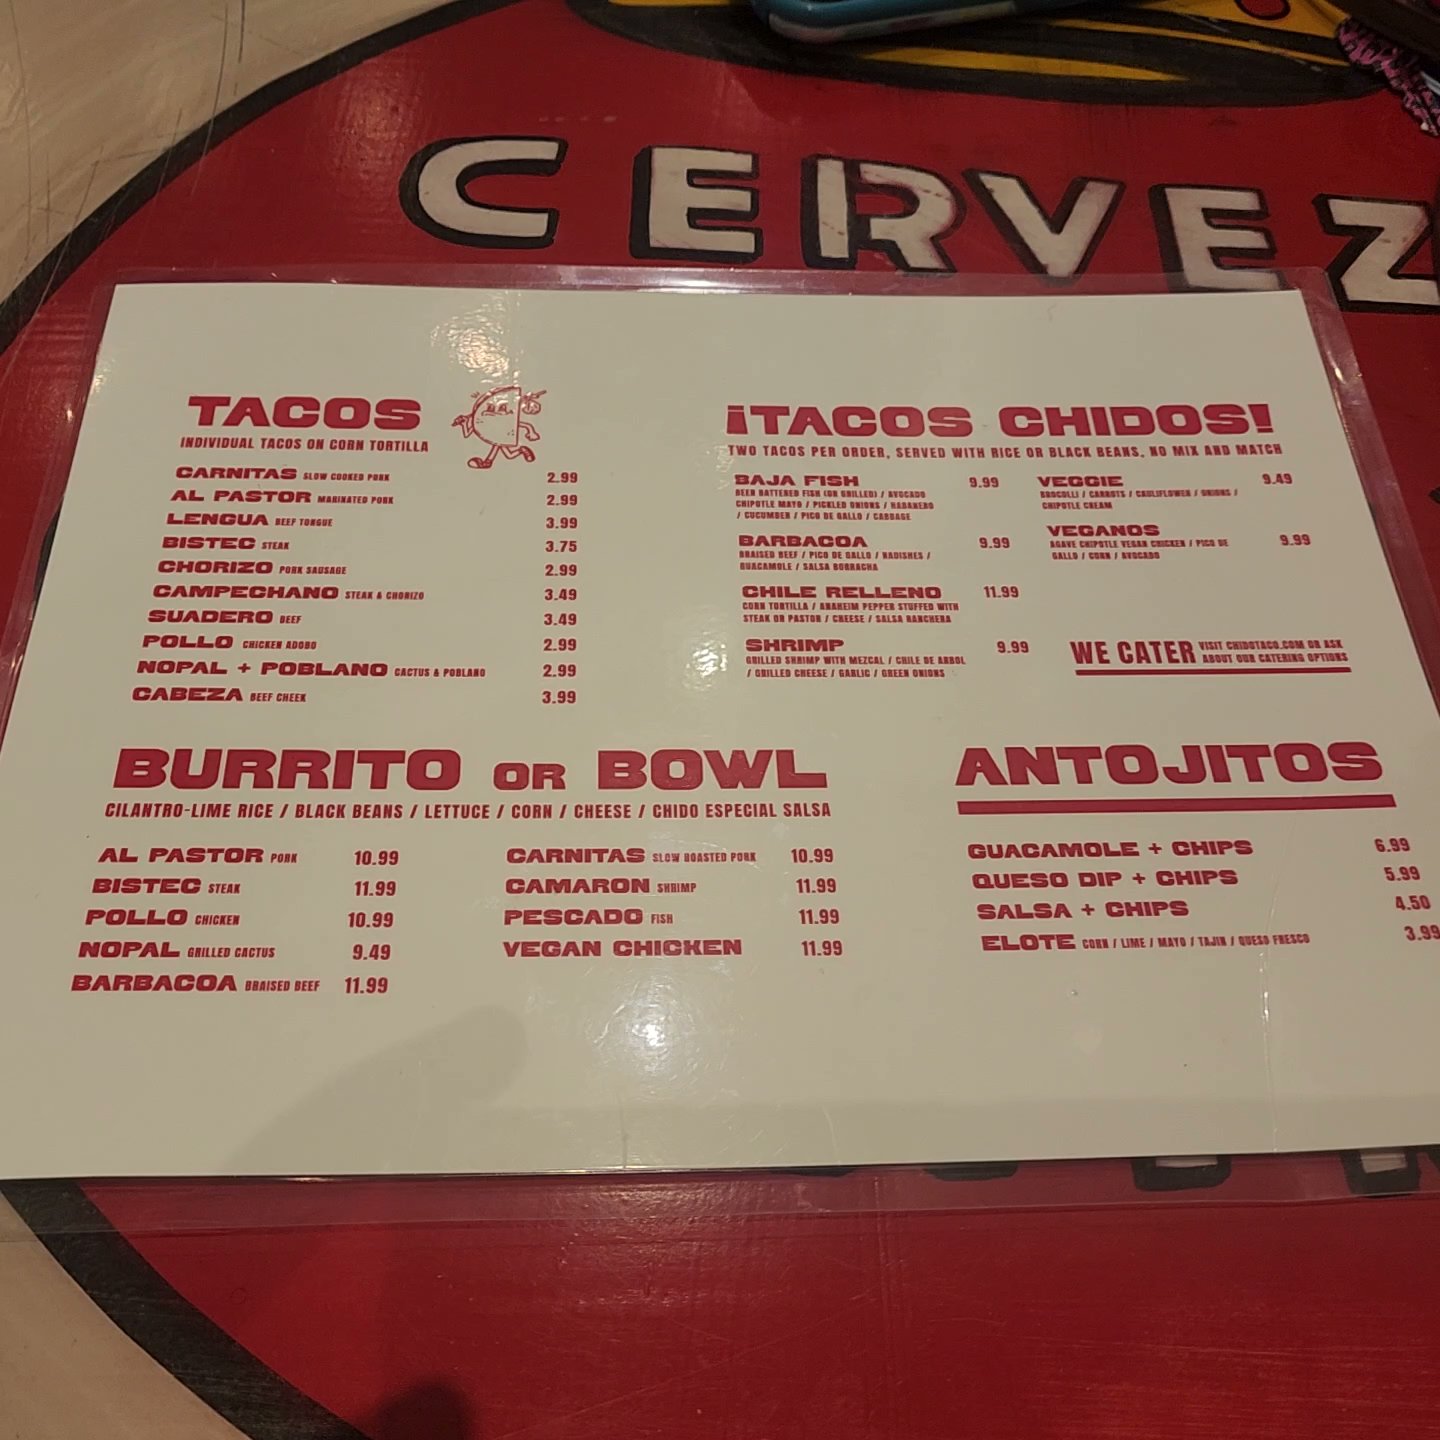 CERVEZ
TACOS
INDIVIDUAL TACOS ON CORN TORTILLA
CARNITAS SLOW COOKED PORK 2.99
AL PASTOR MARINATED PORK 2.99
LENGUA BEEF TONGUE 3.99
BISTEC STEAK 3.75
CHORIZO PORK SAUSAGE 2.99
CAMPECHANO STEAK & CHORIZO 3.49
SUADERO BEEF 3.49
POLLO CHICKEN ADOBO 2.99
NOPAL + POBLANO CACTUS & POBLANO 2.99
CABEZA BEEF CHEEK 3.99
¡TACOS CHIDOS!
TWO TACOS PER ORDER, SERVED WITH RICE OR BLACK BEANS. NO MIX AND MATCH
BAJA FISH 9.99
BEER BATTENED FISH (OR GRILLED) / AVOCADO
CHIPOTLE MAYO / PICKLED ONIONS / HABANERO
/ CUCUMBER / PICO DE GALLO / CABBAGE
BARBACOA 9.99
BRAISED BEEF / PICO DE GALLO / RADISHES /
GUACAMOLE / SALSA BORRACHA
CHILE RELLENO 11.99
CORN TORTILLA / ANAHEIM PEPPER STUFFED WITH
STEAK OR PASTOR / CHEESE / SALSA RANCHERA
SHRIMP 9.99
GRILLED SHRIMP WITH MEZCAL / CHILE DE ARBOL
/ GRILLED CHEESE / GARLIC / GREEN ONIONS
VEGGIE 9.49
BROCOLLI / CARROTS / CAULIFLOWER / ONIONS /
CHIPOTLE CREAM
VEGANOS 9.99
AGAVE CHIPOTLE VEGAN CHICKEN / PICO DE
GALLO / CORN / AVOCADO
WE CATER VISIT CHIDOTACO.COM OR ASK
ABOUT OUR CATERING OPTIONS
BURRITO OR BOWL
CILANTRO-LIME RICE / BLACK BEANS / LETTUCE / CORN / CHEESE / CHIDO ESPECIAL SALSA
AL PASTOR PORK 10.99
BISTEC STEAK 11.99
POLLO CHICKEN 10.99
NOPAL GRILLED CACTUS 9.49
BARBACOA BRAISED BEEF 11.99
CARNITAS SLOW ROASTED PORK 10.99
CAMARON SHRIMP 11.99
PESCADO FISH 11.99
VEGAN CHICKEN 11.99
ANTOJITOS
GUACAMOLE + CHIPS 6.99
QUESO DIP + CHIPS 5.99
SALSA + CHIPS 4.50
ELOTE CORN / LIME / MAYO / TAJIN / QUESO FRESCO 3.99